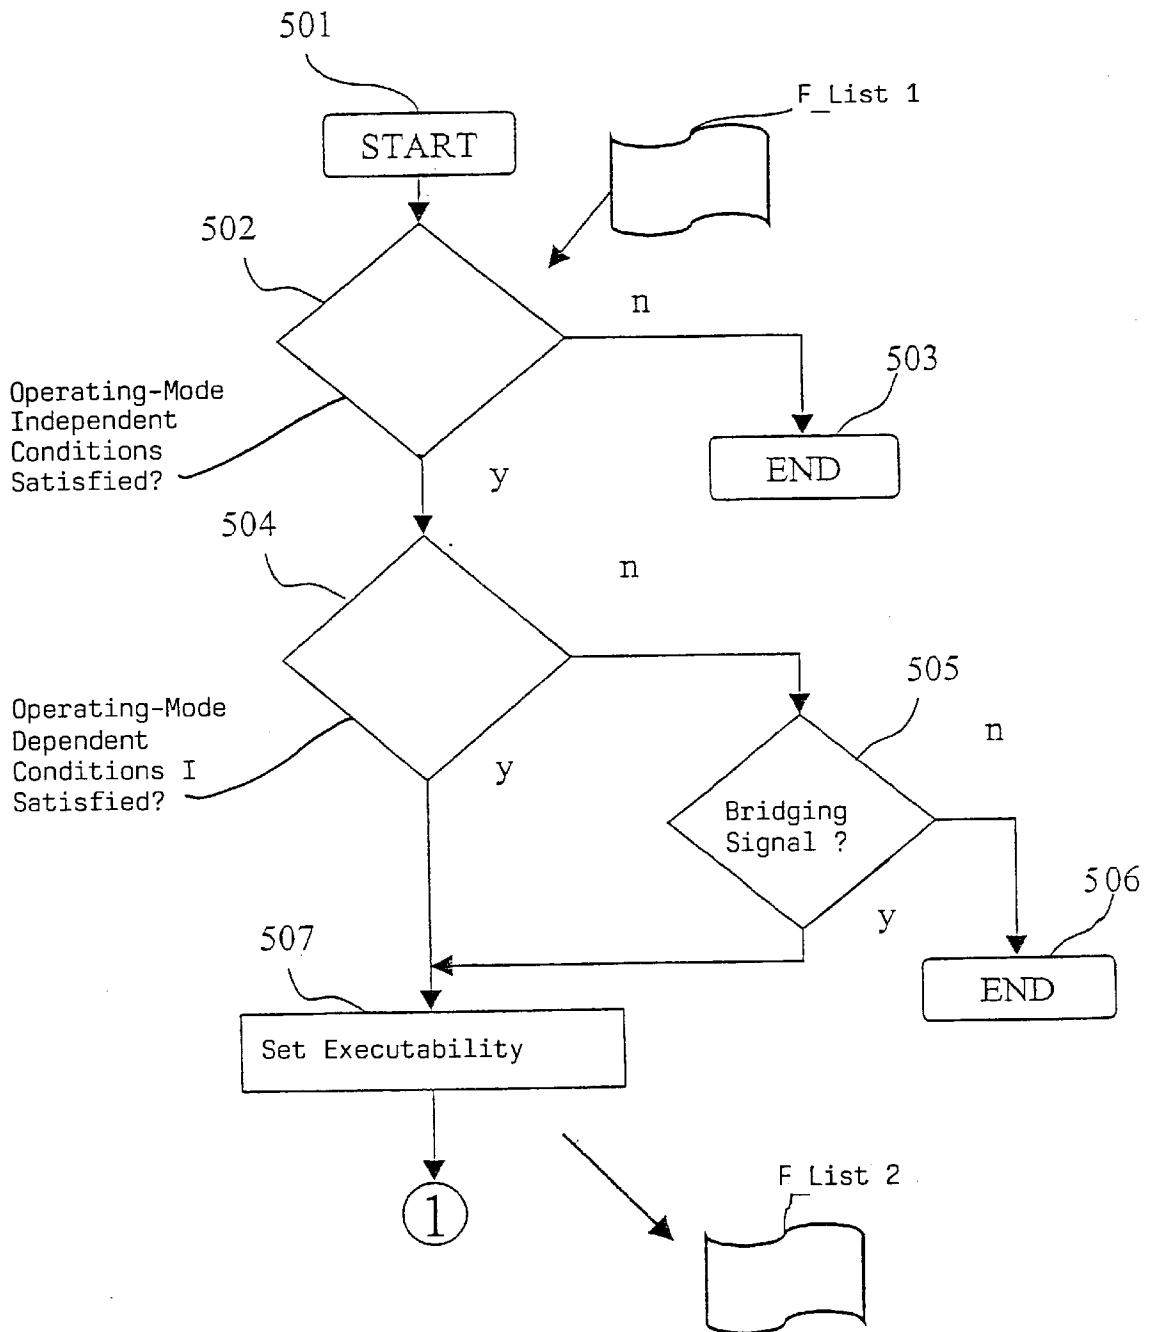 501
F_List 1
START
502
n
503
Operating-Mode
Independent
Conditions
Satisfied?
END
y
504
n
505
Operating-Mode
Dependent
Conditions I
Satisfied?
n
y
Bridging
Signal ?
506
y
507
END
Set Executability
F_List 2
1